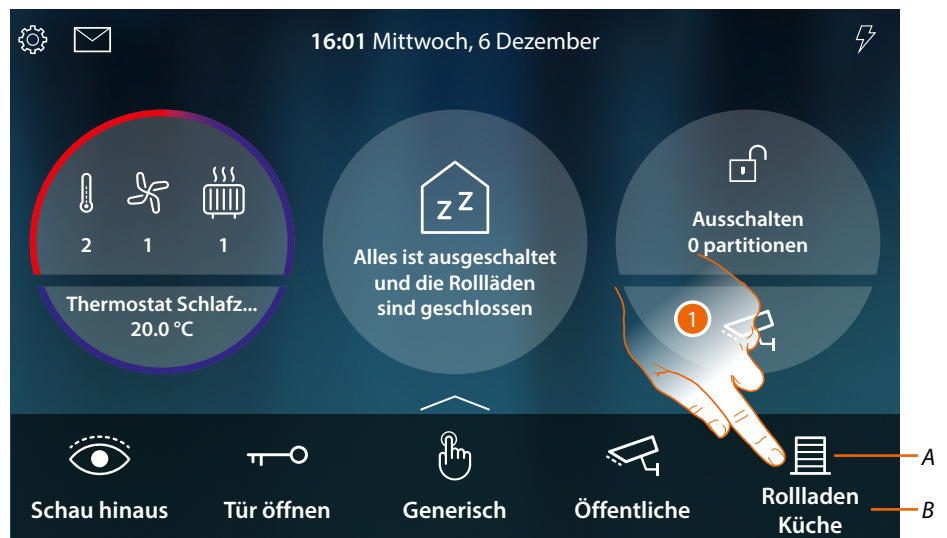 16:01 Mittwoch, 6 Dezember
2 1 1
Thermostat Schlafz...
20.0 °C
zZ
Alles ist ausgeschaltet
und die Rollläden
sind geschlossen
Ausschalten
0 partitionen
1
Schau hinaus
Tür öffnen
Generisch
Öffentliche
Rollladen
Küche
A
B